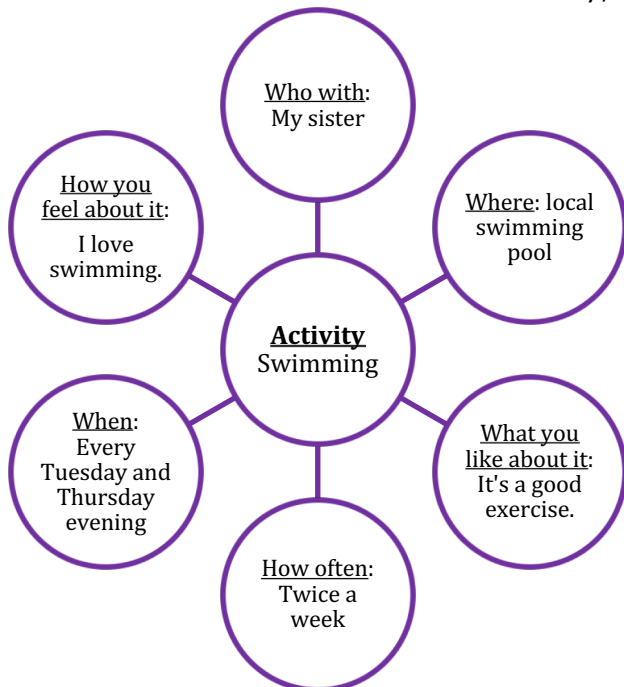 Who with:
My sister
How you
feel about it:
I love
swimming.
Where: local
swimming
pool
Activity
Swimming
When:
Every
Tuesday and
Thursday
evening
What you
like about it:
It's a good
exercise.
How often:
Twice a
week